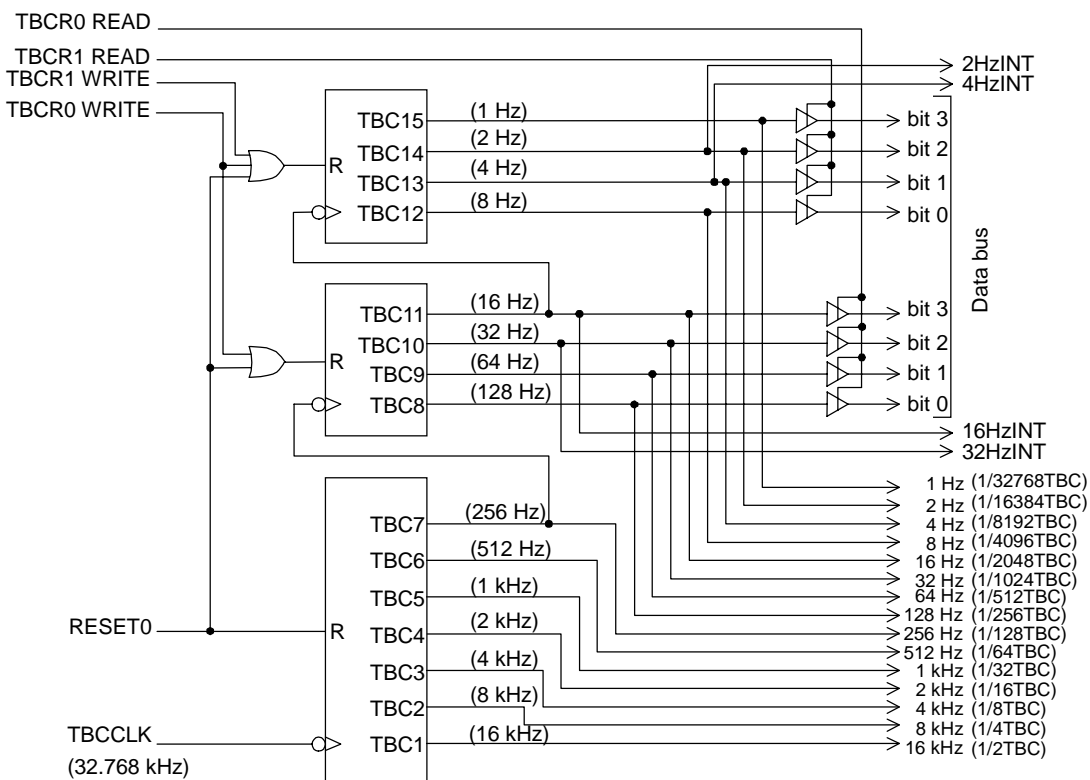 TBCR0 READ
TBCR1 READ
TBCR1 WRITE
TBCR0 WRITE
2HzINT
4HzINT
R
TBC15 (1 Hz) bit 3
TBC14 (2 Hz) bit 2
TBC13 (4 Hz) bit 1
TBC12 (8 Hz) bit 0
Data bus
R
TBC11 (16 Hz) bit 3
TBC10 (32 Hz) bit 2
TBC9 (64 Hz) bit 1
TBC8 (128 Hz) bit 0
16HzINT
32HzINT
RESET0
R
TBC7 (256 Hz)
TBC6 (512 Hz)
TBC5 (1 kHz)
TBC4 (2 kHz)
TBC3 (4 kHz)
TBC2 (8 kHz)
TBC1 (16 kHz)
TBCCLK
(32.768 kHz)
1 Hz (1/32768TBC)
2 Hz (1/16384TBC)
4 Hz (1/8192TBC)
8 Hz (1/4096TBC)
16 Hz (1/2048TBC)
32 Hz (1/1024TBC)
64 Hz (1/512TBC)
128 Hz (1/256TBC)
256 Hz (1/128TBC)
512 Hz (1/64TBC)
1 kHz (1/32TBC)
2 kHz (1/16TBC)
4 kHz (1/8TBC)
8 kHz (1/4TBC)
16 kHz (1/2TBC)